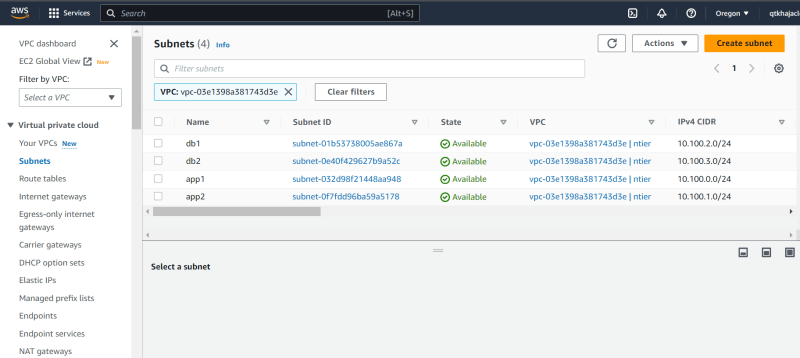 aws Services Search [Alt+S] Oregon ▼ qtkhajacl
VPC dashboard
EC2 Global View New
Filter by VPC:
Select a VPC
Virtual private cloud
Your VPCs New
Subnets
Route tables
Internet gateways
Egress-only internet
gateways
Carrier gateways
DHCP option sets
Elastic IPs
Managed prefix lists
Endpoints
Endpoint services
NAT gateways
Subnets (4) Info
Actions ▼ Create subnet
Filter subnets
1
VPC: vpc-03e1398a381743d3e Clear filters
Name Subnet ID State VPC IPv4 CIDR
db1 subnet-01b53738005ae867a Available vpc-03e1398a381743d3e | ntier 10.100.2.0/24
db2 subnet-0e40f429627b9a52c Available vpc-03e1398a381743d3e | ntier 10.100.3.0/24
app1 subnet-032d98f21448aa948 Available vpc-03e1398a381743d3e | ntier 10.100.0.0/24
app2 subnet-0f7fdd96ba59a5178 Available vpc-03e1398a381743d3e | ntier 10.100.1.0/24
Select a subnet